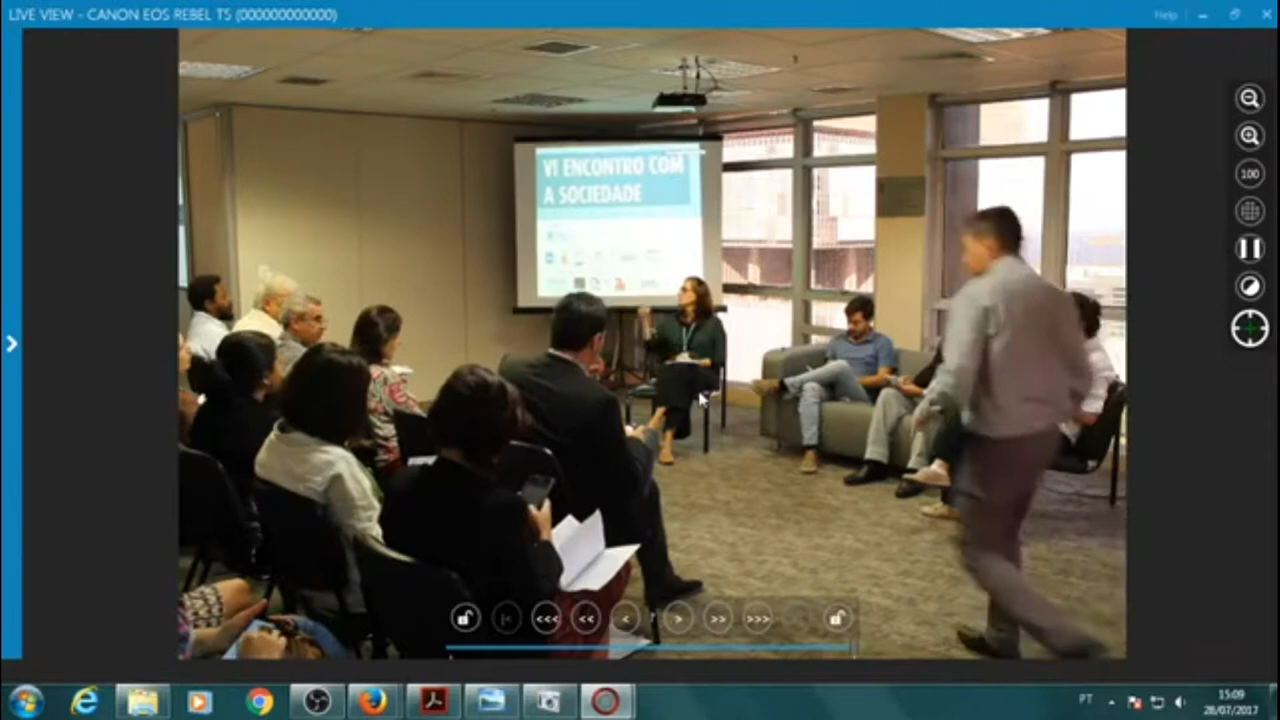 LIVE VIEW - CANON EOS REBEL T5 (000000000000)
Help
VI ENCONTRO COM
A SOCIEDADE
100
PT
15:09
28/07/2017